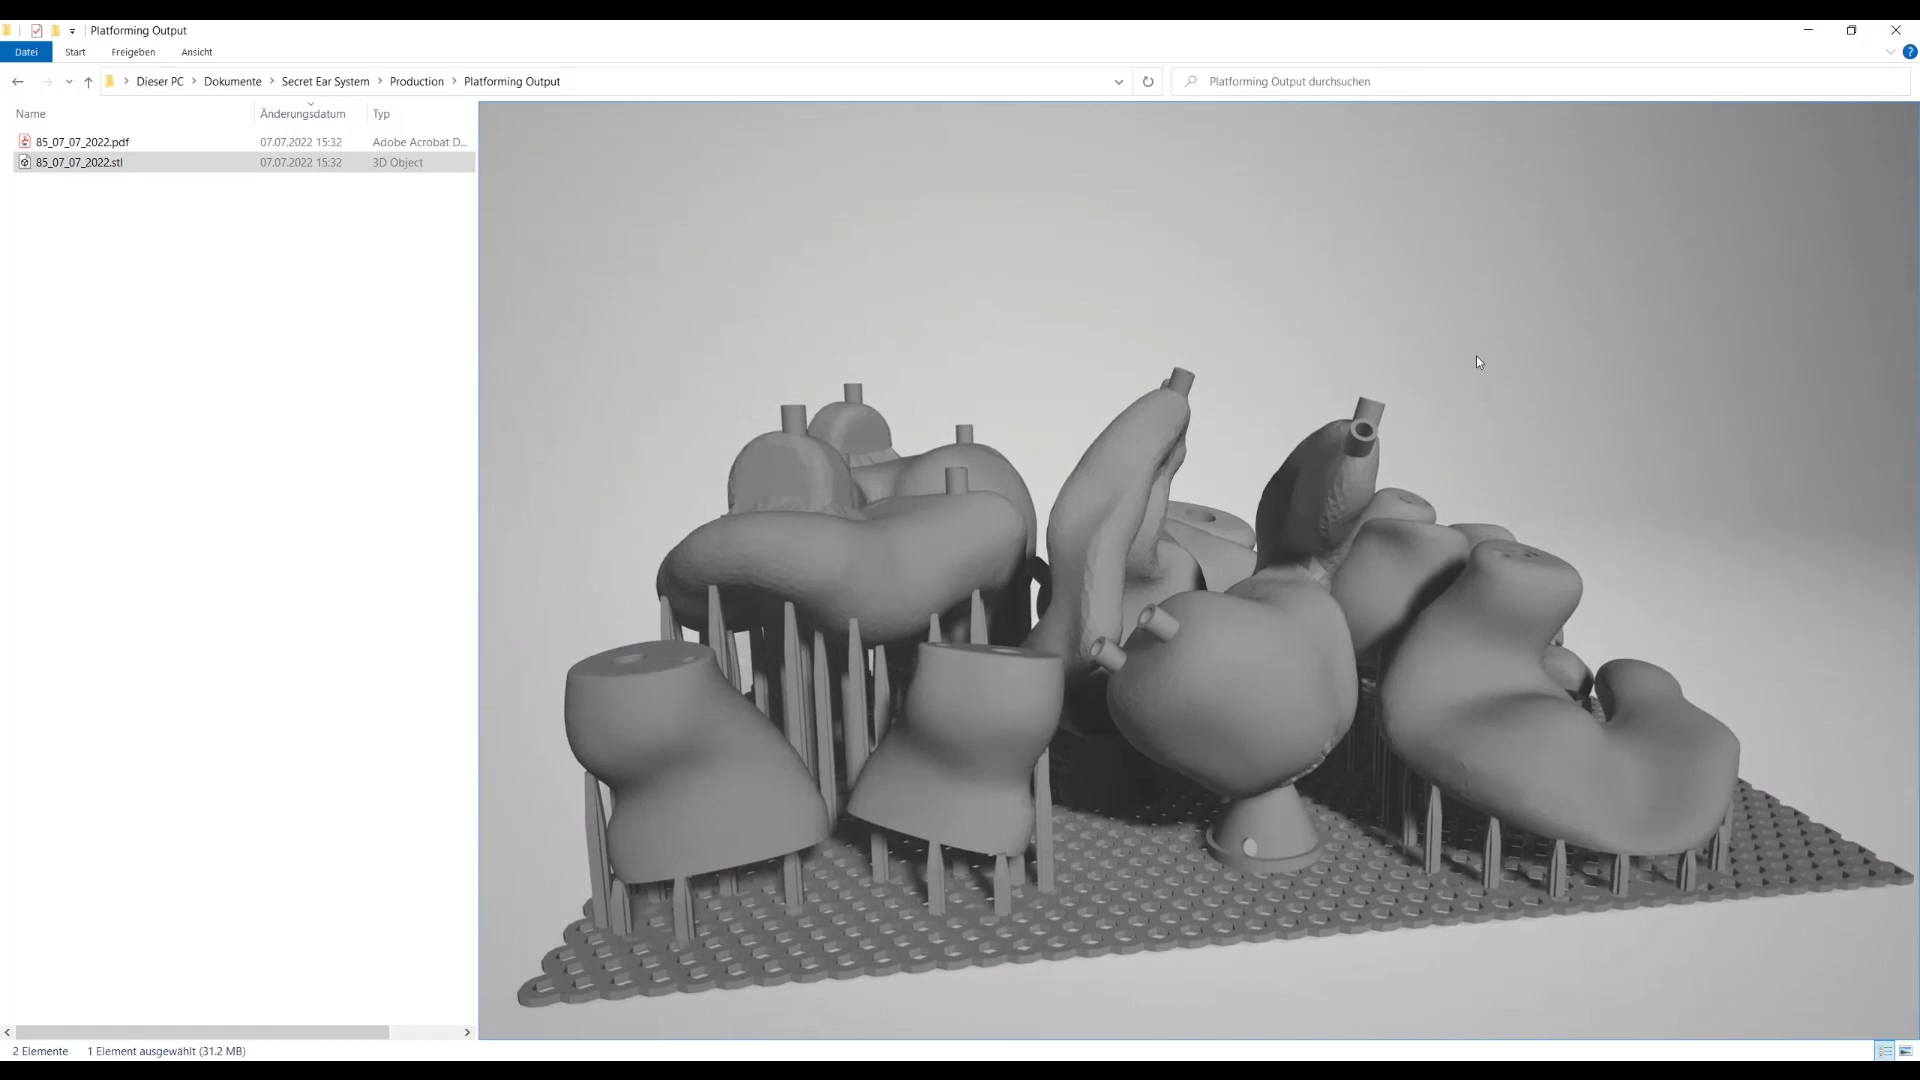 Platforming Output
Datei Start Freigeben Ansicht
Dieser PC Dokumente Secret Ear System Production Platforming Output Platforming Output durchsuchen
Name Änderungsdatum Typ
85_07_07_2022.pdf 07.07.2022 15:32 Adobe Acrobat D...
85_07_07_2022.stl 07.07.2022 15:32 3D Object
2 Elemente 1 Element ausgewählt (31.2 MB)